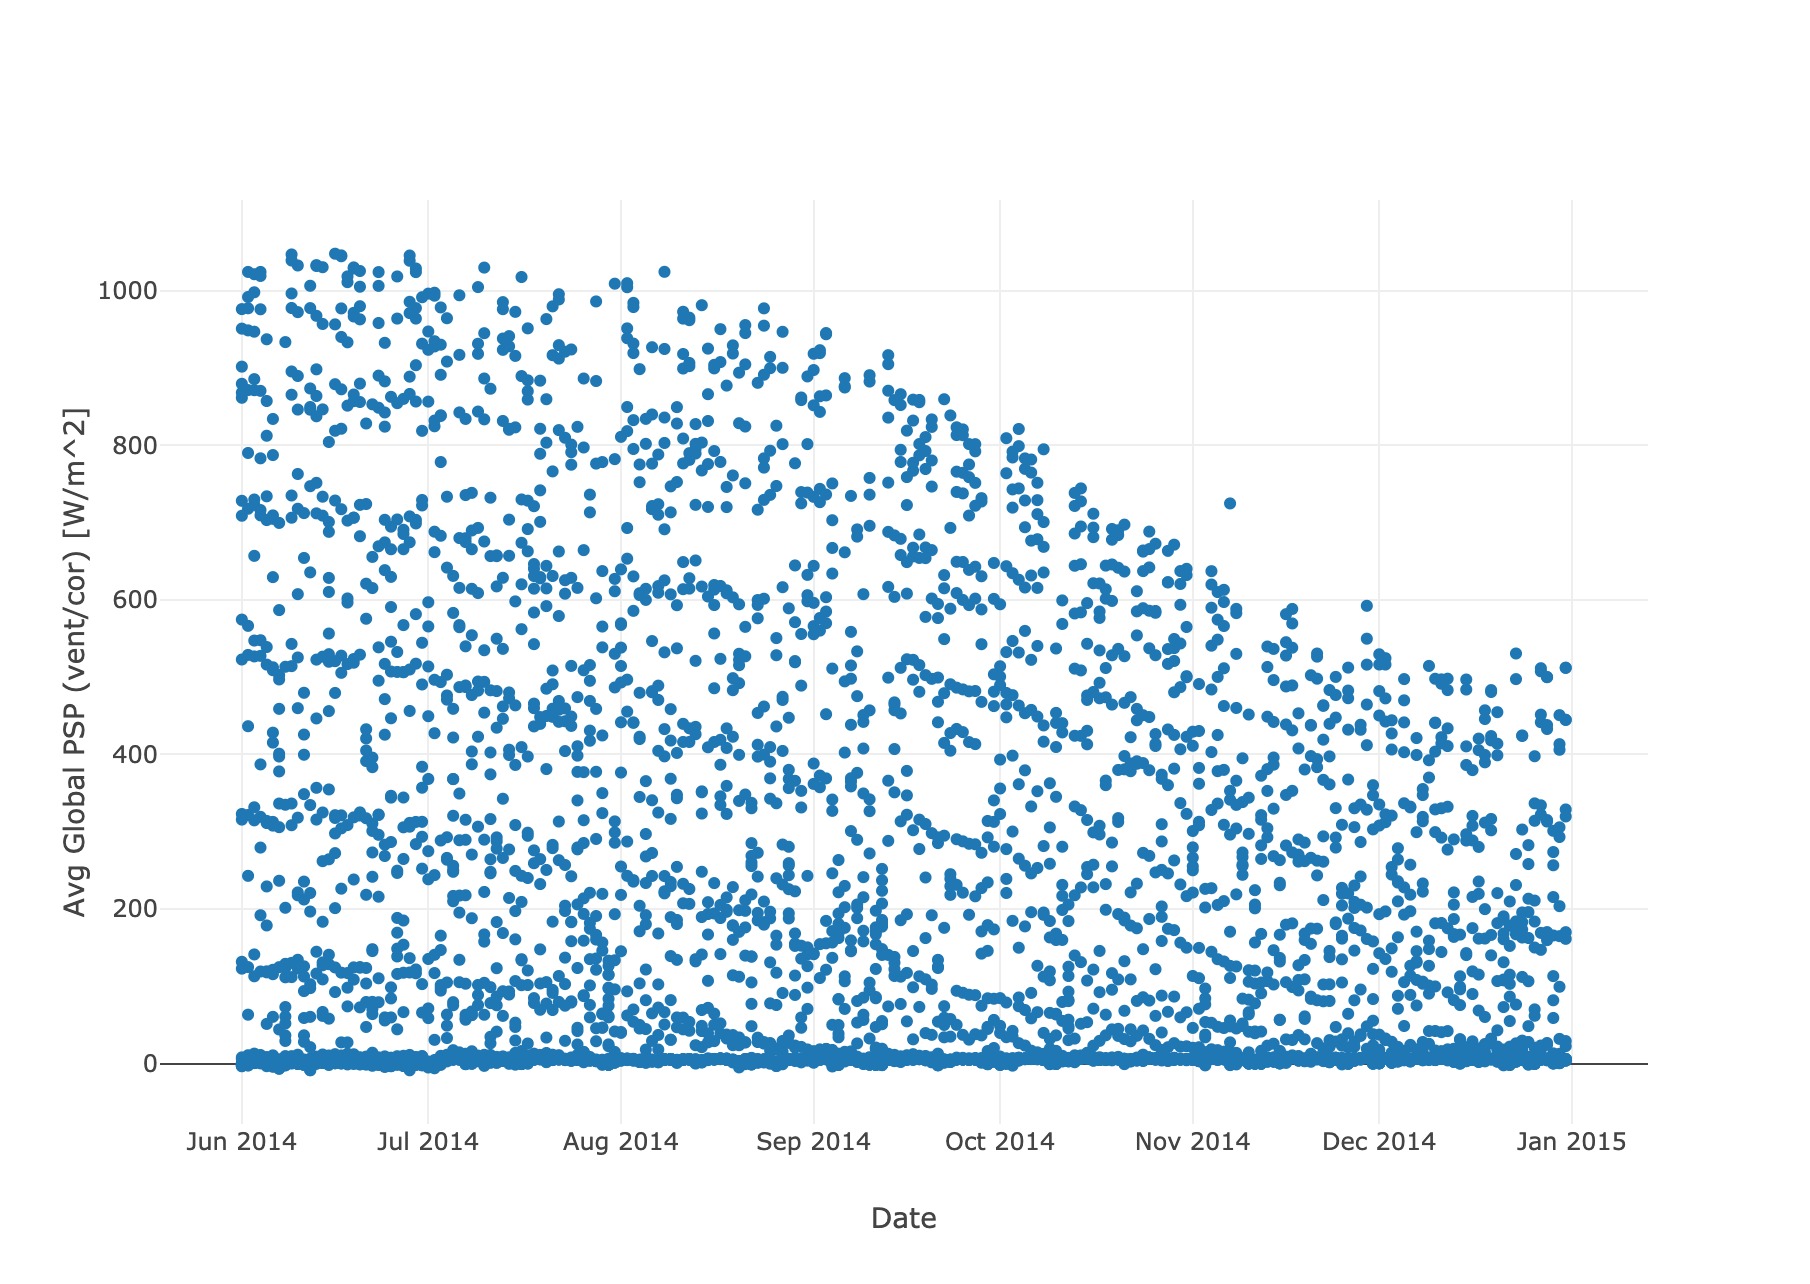 1000
800
600
400
200
0
Avg Global PSP (vent/cor) [W/m^2]
Jun 2014
Jul 2014
Aug 2014
Sep 2014
Oct 2014
Nov 2014
Dec 2014
Jan 2015
Date